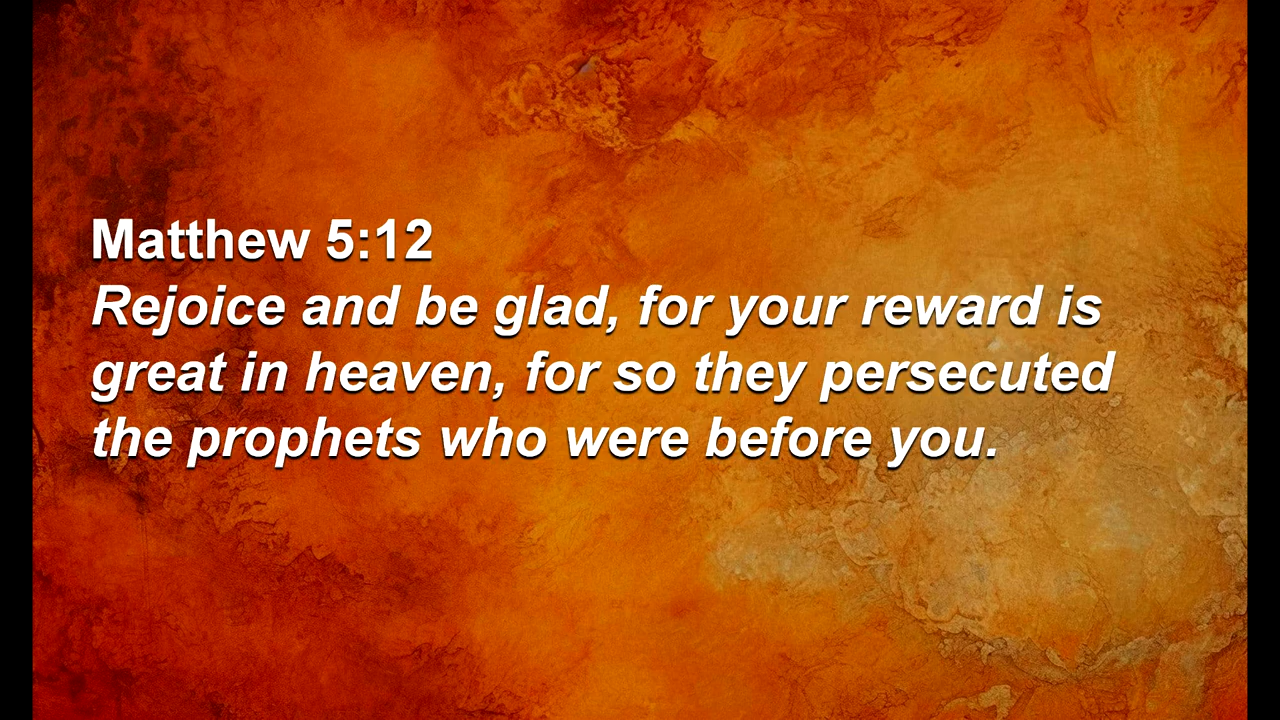 Matthew 5:12
Rejoice and be glad, for your reward is
great in heaven, for so they persecuted
the prophets who were before you.